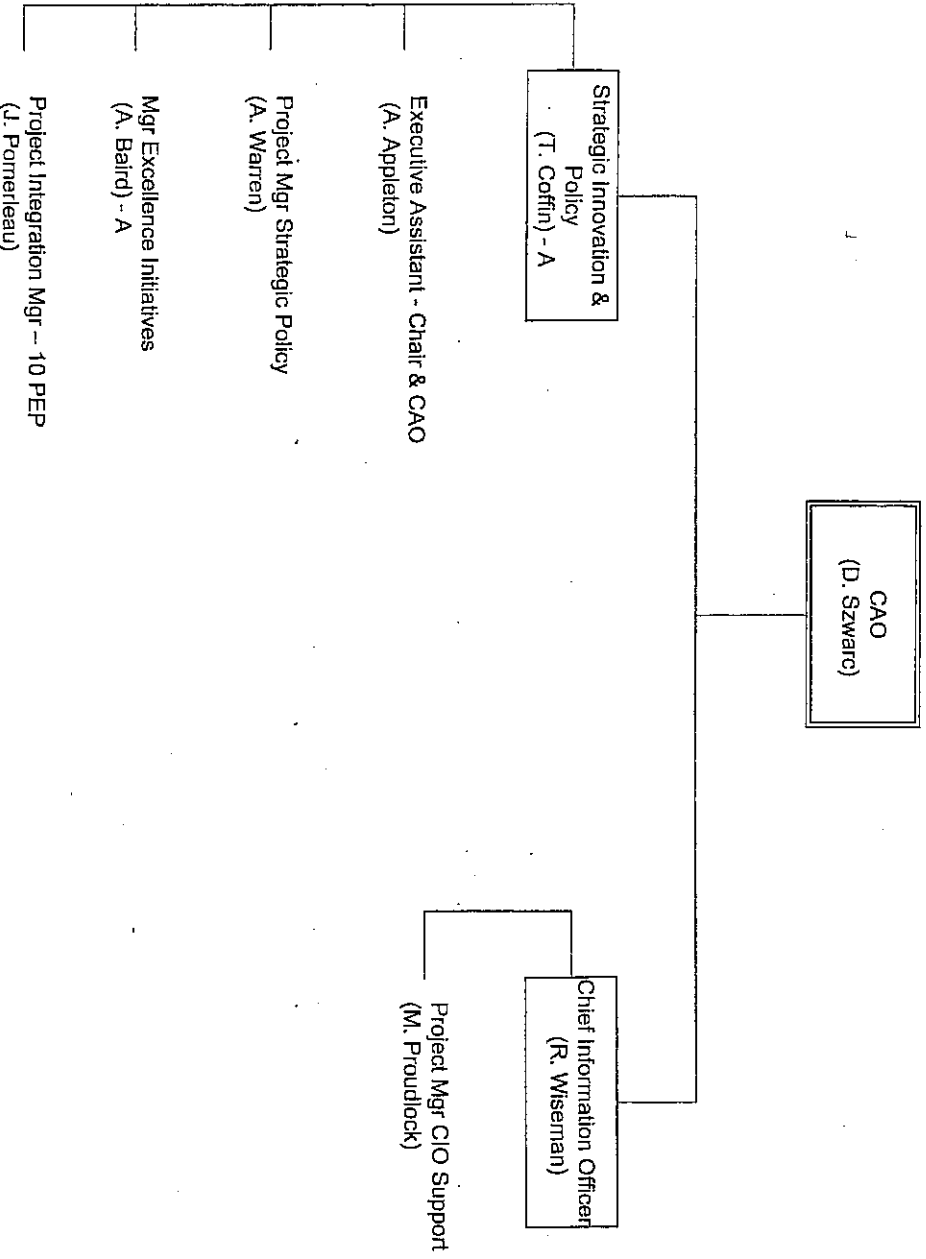 CAO
(D. Szwarc)
Strategic Innovation &
Policy
(T. Coffin) - A
Executive Assistant - Chair & CAO
(A. Appleton)
Project Mgr Strategic Policy
(A. Warren)
Mgr Excellence Initiatives
(A. Baird) - A
Project Integration Mgr – 10 PEP
(J. Pomerleau)
Chief Information Officer
(R. Wiseman)
Project Mgr CIO Support
(M. Proudlock)